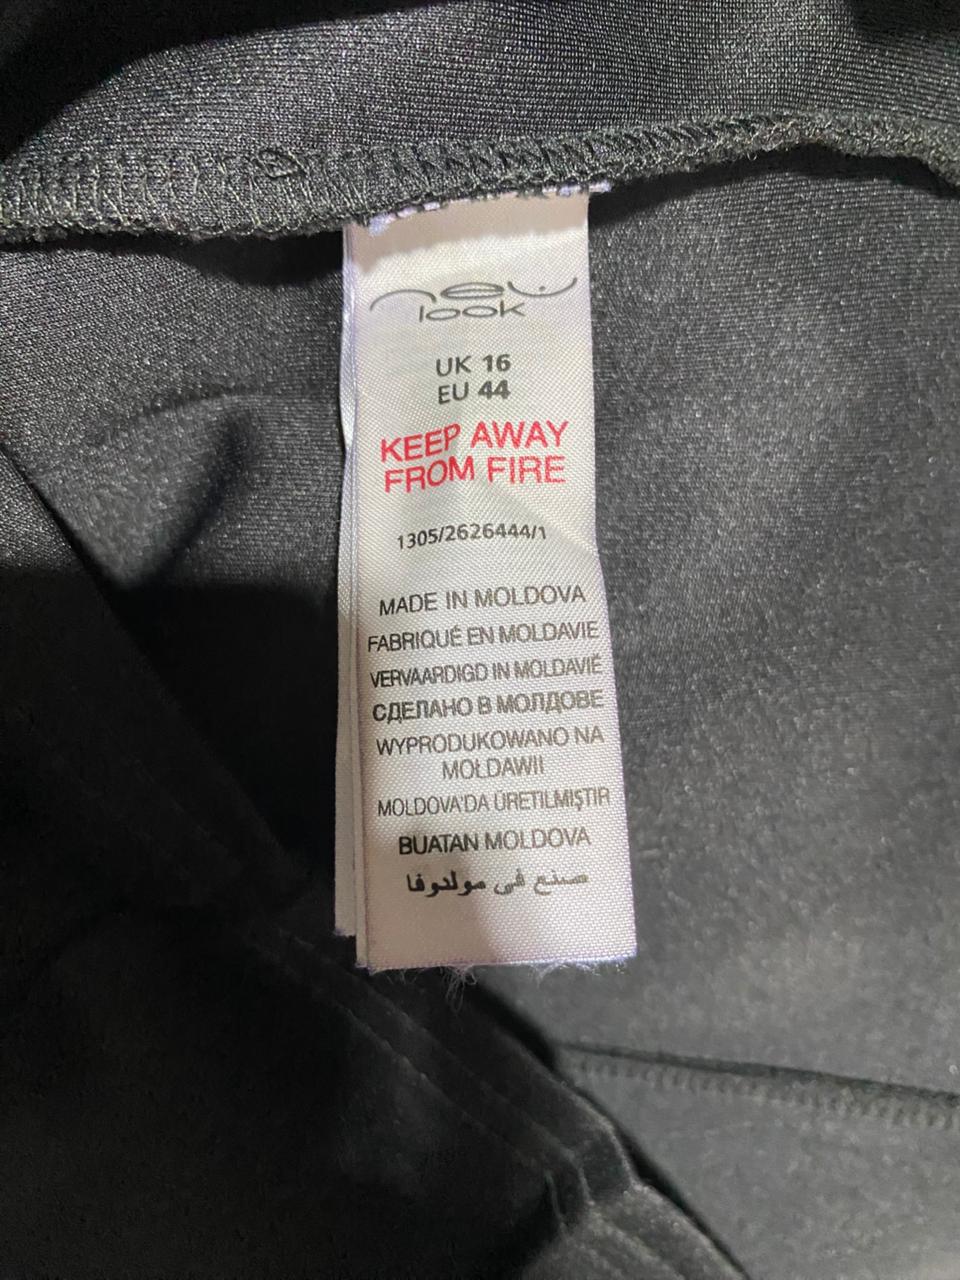 new
look
UK 16
EU 44
KEEP AWAY
FROM FIRE
1305/2626444/1
MADE IN MOLDOVA
FABRIQUÉ EN MOLDAVIE
VERVAARDIGD IN MOLDAVIË
СДЕЛАНО В МОЛДОВЕ
WYPRODUKOWANO NA
MOŁDAWII
MOLDOVA'DA ÜRETILMIŞTIR
BUATAN MOLDOVA
صنع في مولدوفا